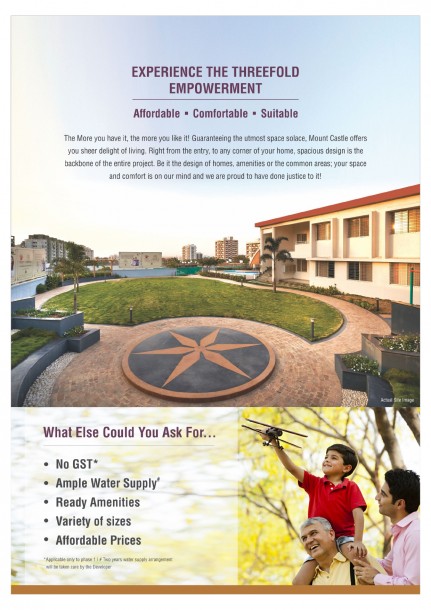 EXPERIENCE THE THREEFOLD
EMPOWERMENT
Affordable • Comfortable • Suitable
The More you have it, the more you like it! Guaranteeing the utmost space solace, Mount Castle offers
you sheer delight of living. Right from the entry, to any corner of your home, spacious design is the
backbone of the entire project. Be it the design of homes, amenities or the common areas; your space
and comfort is on our mind and we are proud to have done justice to it!
Actual Site Image
What Else Could You Ask For...
• No GST*
• Ample Water Supply#
• Ready Amenities
• Variety of sizes
• Affordable Prices
*Applicable only to phase 1 I # Two years water supply arrangement
will be taken care by the Developer